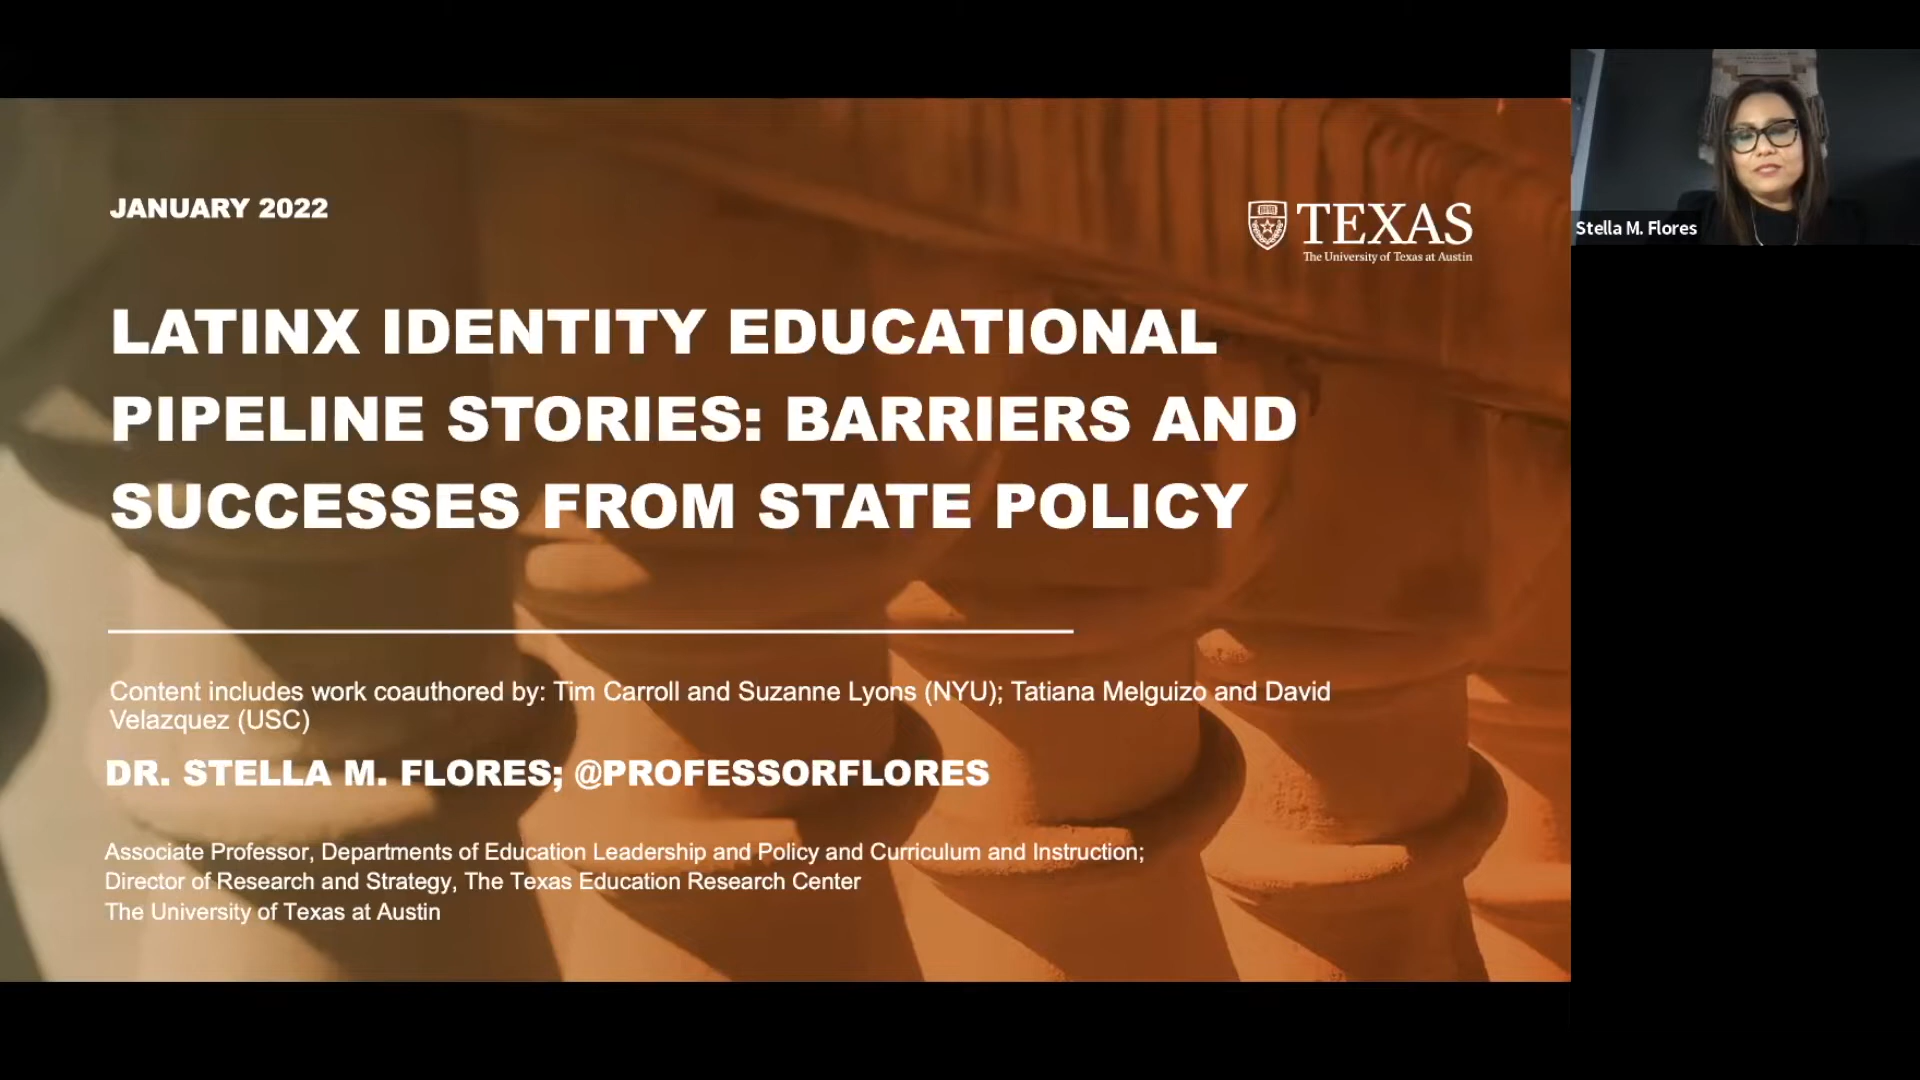 JANUARY 2022
TEXAS
The University of Texas at Austin
LATINX IDENTITY EDUCATIONAL
PIPELINE STORIES: BARRIERS AND
SUCCESSES FROM STATE POLICY
Content includes work coauthored by: Tim Carroll and Suzanne Lyons (NYU); Tatiana Melguizo and David
Velazquez (USC)
DR. STELLA M. FLORES; @PROFESSORFLORES
Associate Professor, Departments of Education Leadership and Policy and Curriculum and Instruction;
Director of Research and Strategy, The Texas Education Research Center
The University of Texas at Austin
Stella M. Flores